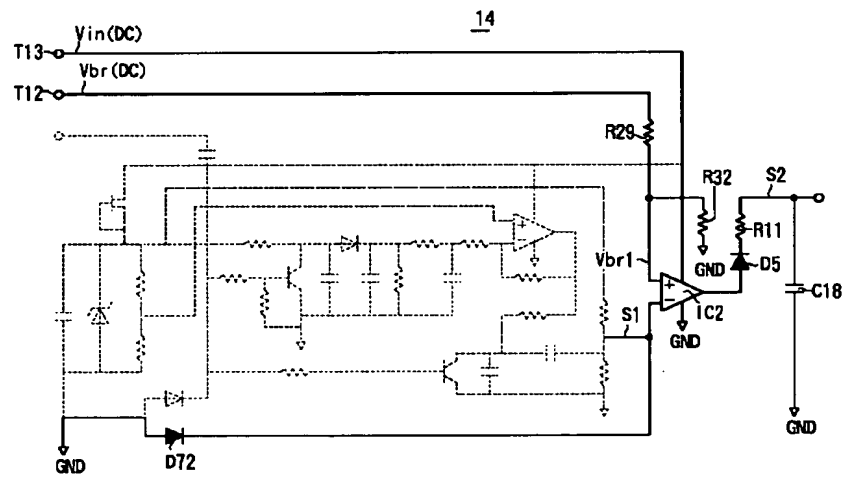 14
Vin(DC)
T13
Vbr(DC)
T12
R29
R32
S2
R11
GND
D5
Vbr1
+
-
+
-
IC2
C18
S1
GND
GND
D72
GND